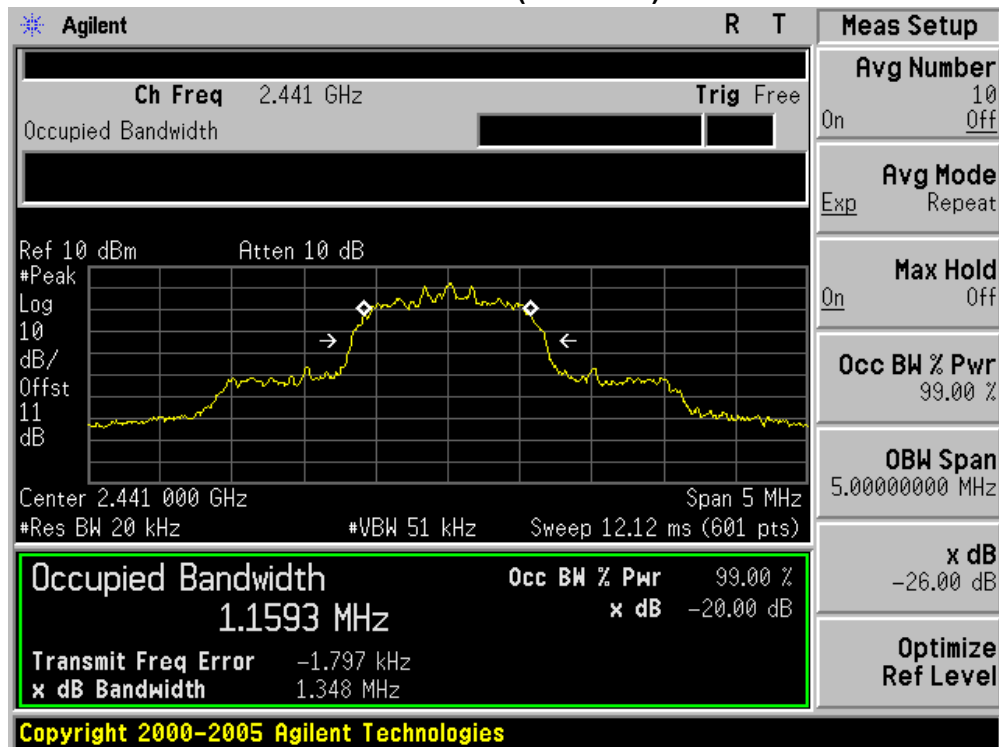 Agilent R T Meas Setup
Ch Freq 2.441 GHz Trig Free
Occupied Bandwidth
Avg Number
10
On Off
Avg Mode
Exp Repeat
Max Hold
On Off
Occ BW % Pwr
99.00 %
OBW Span
5.00000000 MHz
x dB
-26.00 dB
Optimize
Ref Level
Ref 10 dBm Atten 10 dB
#Peak
Log
10
dB/
Offst
11
dB
Center 2.441 000 GHz Span 5 MHz
#Res BW 20 kHz #VBW 51 kHz Sweep 12.12 ms (601 pts)
Occupied Bandwidth Occ BW % Pwr 99.00 %
1.1593 MHz x dB -20.00 dB
Transmit Freq Error -1.797 kHz
x dB Bandwidth 1.348 MHz
Copyright 2000-2005 Agilent Technologies